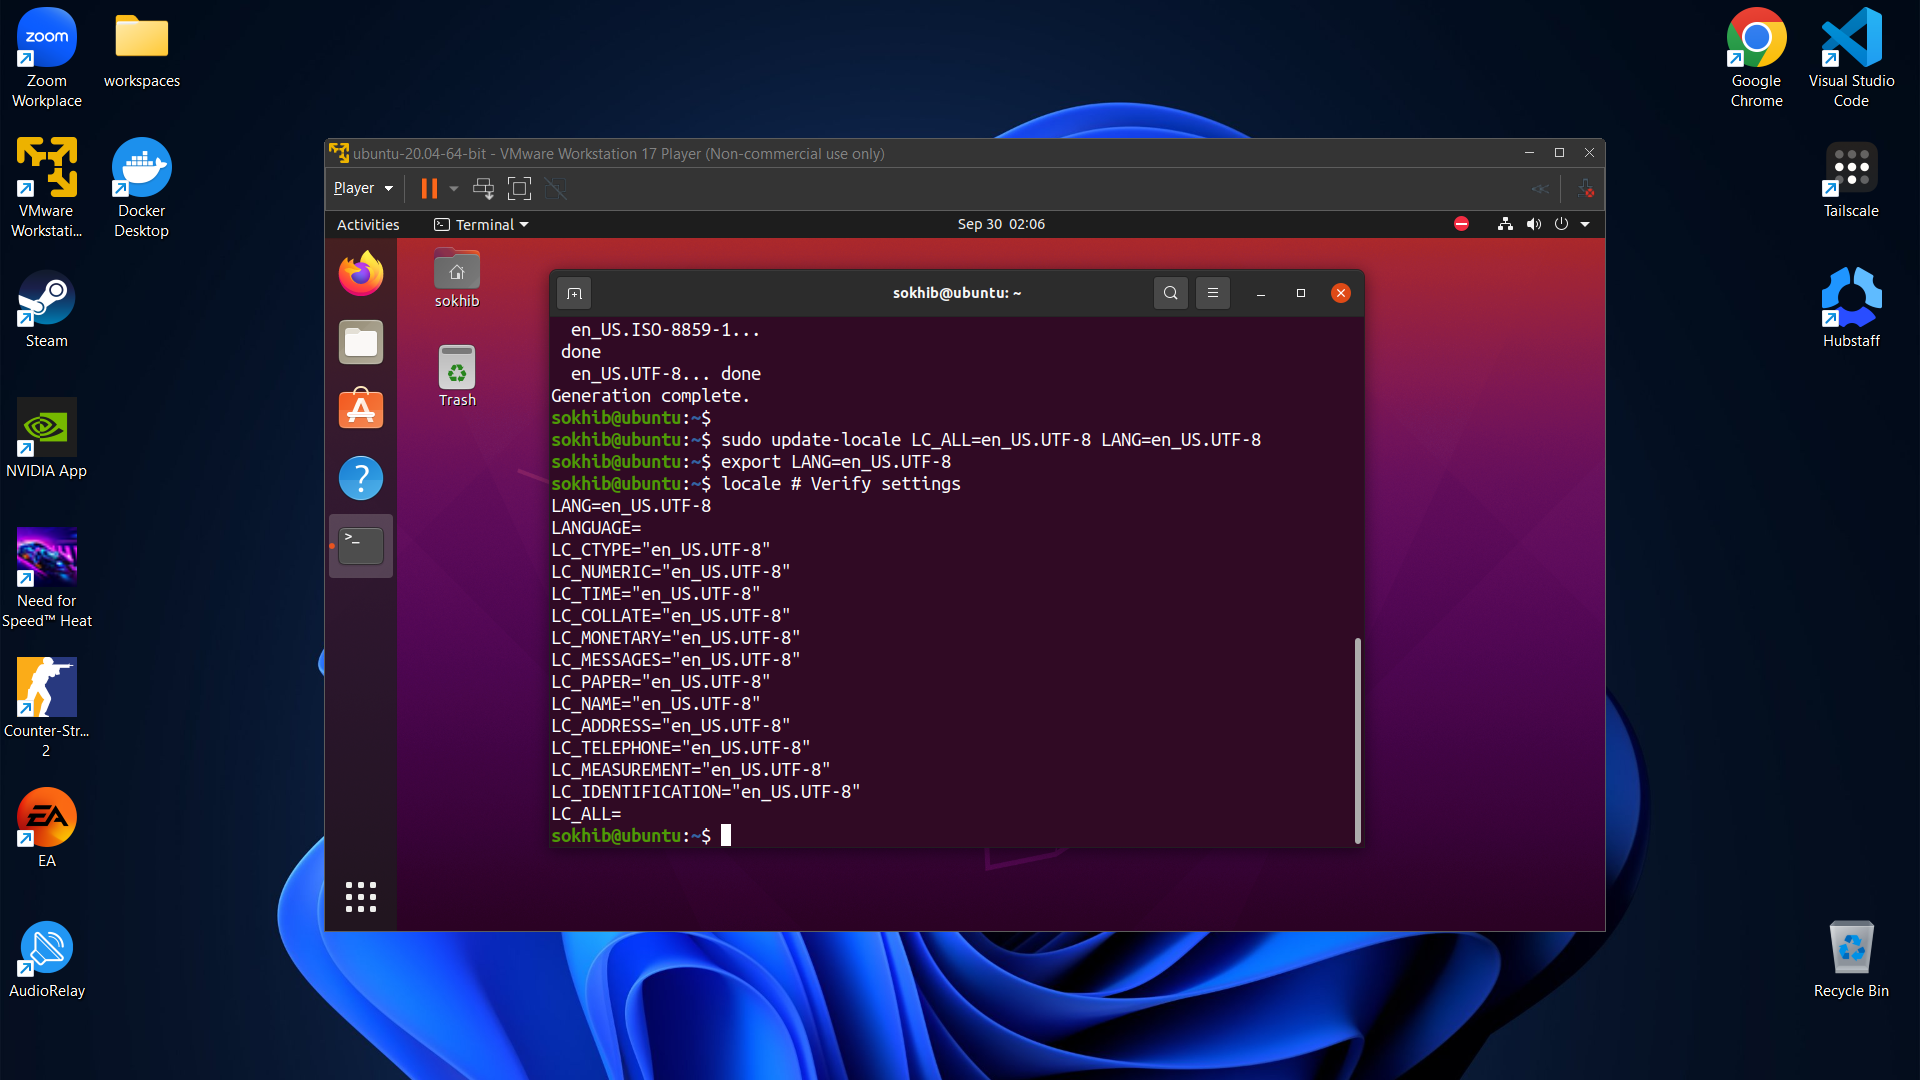 zoom
Zoom
Workplace
workspaces
VMware
Workstati...
Docker
Desktop
Steam
NVIDIA App
Need for
Speed™ Heat
Counter-Str...
2
EA
EA
AudioRelay
Google
Chrome
Visual Studio
Code
Tailscale
Hubstaff
Recycle Bin
ubuntu-20.04-64-bit - VMware Workstation 17 Player (Non-commercial use only)
Player
Activities
Terminal
Sep 30 02:06
sokhib
Trash
sokhib@ubuntu: ~
en_US.ISO-8859-1...
done
en_US.UTF-8... done
Generation complete.
sokhib@ubuntu:~$
sokhib@ubuntu:~$ sudo update-locale LC_ALL=en_US.UTF-8 LANG=en_US.UTF-8
sokhib@ubuntu:~$ export LANG=en_US.UTF-8
sokhib@ubuntu:~$ locale # Verify settings
LANG=en_US.UTF-8
LANGUAGE=
LC_CTYPE="en_US.UTF-8"
LC_NUMERIC="en_US.UTF-8"
LC_TIME="en_US.UTF-8"
LC_COLLATE="en_US.UTF-8"
LC_MONETARY="en_US.UTF-8"
LC_MESSAGES="en_US.UTF-8"
LC_PAPER="en_US.UTF-8"
LC_NAME="en_US.UTF-8"
LC_ADDRESS="en_US.UTF-8"
LC_TELEPHONE="en_US.UTF-8"
LC_MEASUREMENT="en_US.UTF-8"
LC_IDENTIFICATION="en_US.UTF-8"
LC_ALL=
sokhib@ubuntu:~$